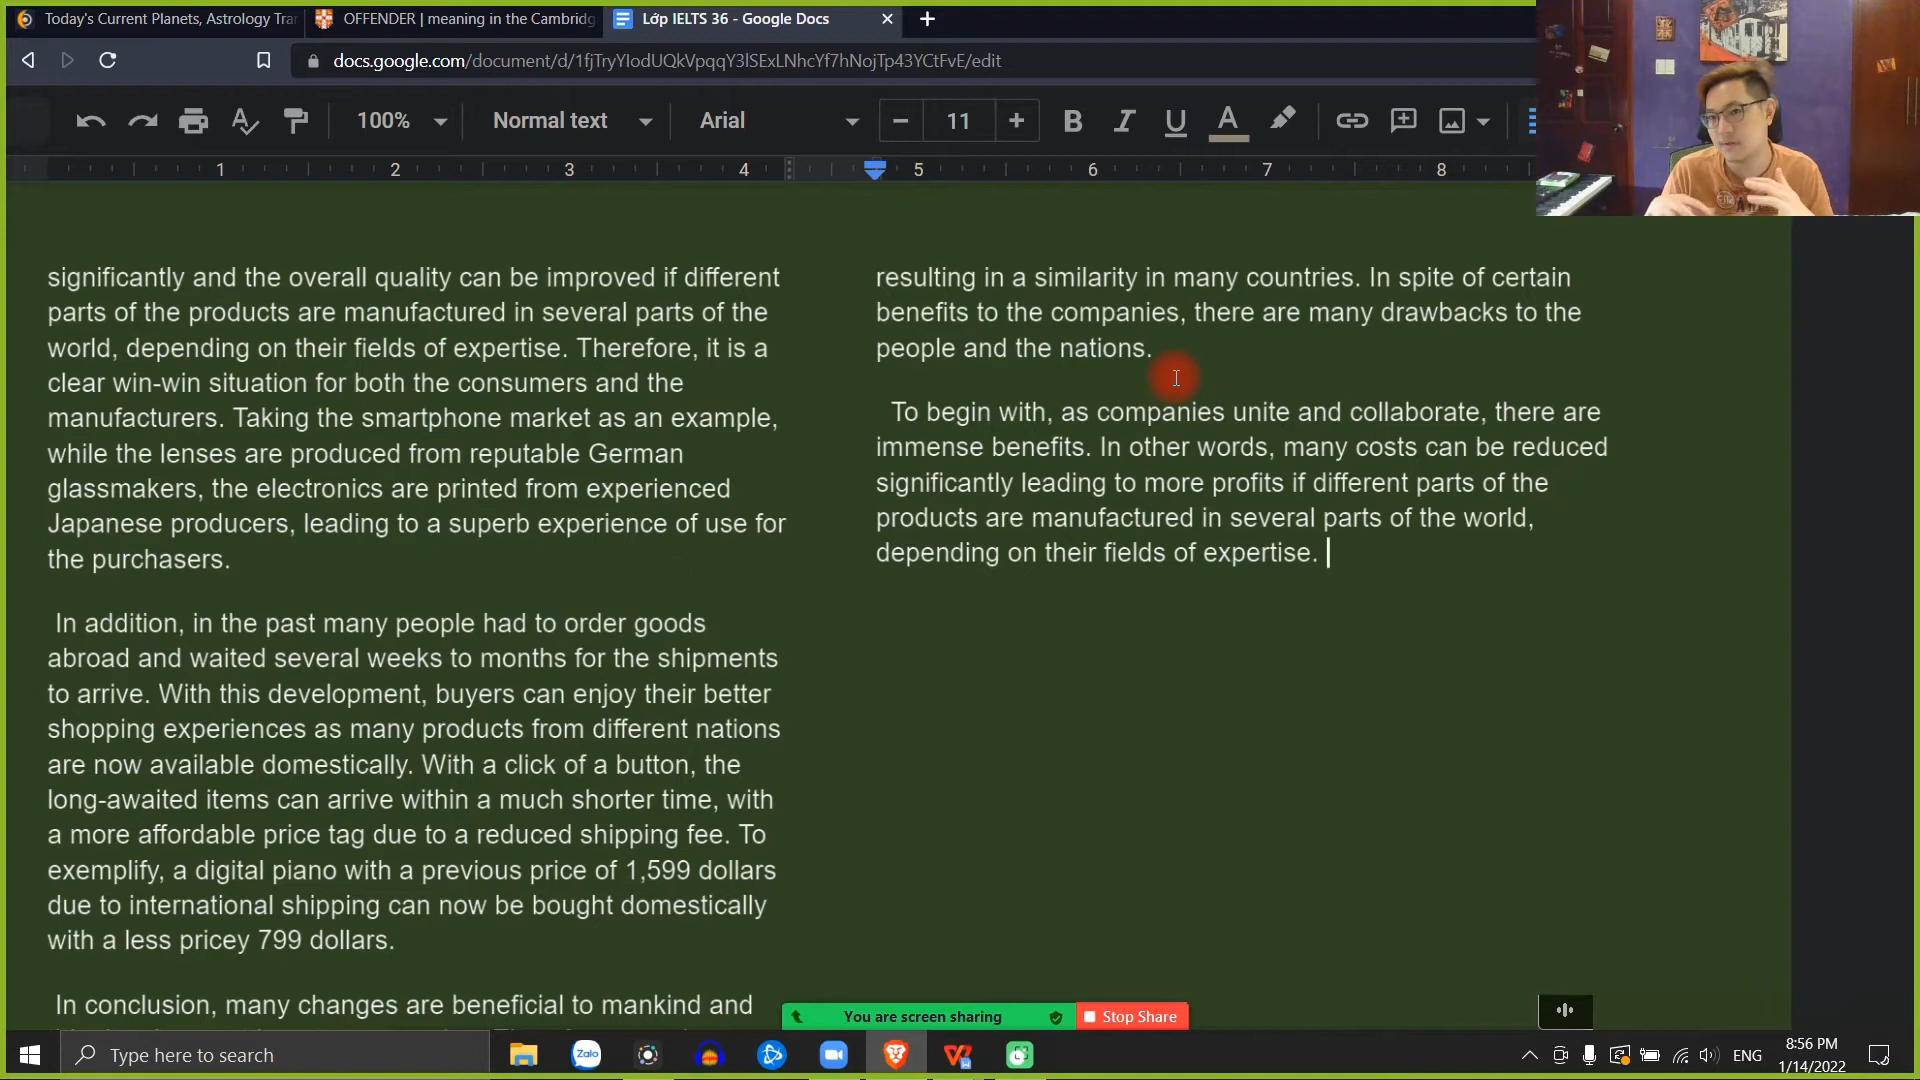 Today's Current Planets, Astrology Tra
OFFENDER | meaning in the Cambridg
Lớp IELTS 36 - Google Docs
docs.google.com/document/d/1fjTryYIodUQkVpqqY3lSExLNhcYf7hNojTp43YCtFvE/edit
100%
Normal text
Arial
11
B I U A
1 2 3 4 5 6 7 8
significantly and the overall quality can be improved if different
parts of the products are manufactured in several parts of the
world, depending on their fields of expertise. Therefore, it is a
clear win-win situation for both the consumers and the
manufacturers. Taking the smartphone market as an example,
while the lenses are produced from reputable German
glassmakers, the electronics are printed from experienced
Japanese producers, leading to a superb experience of use for
the purchasers.
In addition, in the past many people had to order goods
abroad and waited several weeks to months for the shipments
to arrive. With this development, buyers can enjoy their better
shopping experiences as many products from different nations
are now available domestically. With a click of a button, the
long-awaited items can arrive within a much shorter time, with
a more affordable price tag due to a reduced shipping fee. To
exemplify, a digital piano with a previous price of 1,599 dollars
due to international shipping can now be bought domestically
with a less pricey 799 dollars.
In conclusion, many changes are beneficial to mankind and
resulting in a similarity in many countries. In spite of certain
benefits to the companies, there are many drawbacks to the
people and the nations.
To begin with, as companies unite and collaborate, there are
immense benefits. In other words, many costs can be reduced
significantly leading to more profits if different parts of the
products are manufactured in several parts of the world,
depending on their fields of expertise.
You are screen sharing
Stop Share
Type here to search
Zalo
ENG
8:56 PM
1/14/2022